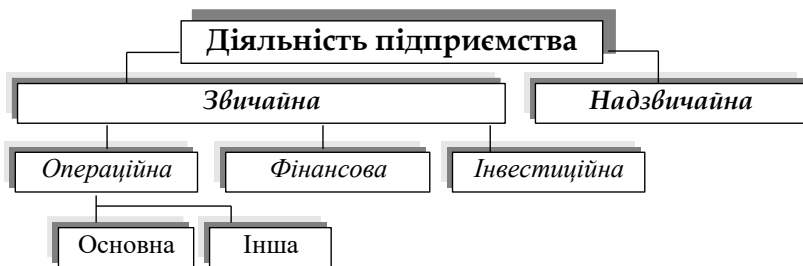 Діяльність підприємства
Звичайна
Надзвичайна
Операційна
Фінансова
Інвестиційна
Основна
Інша